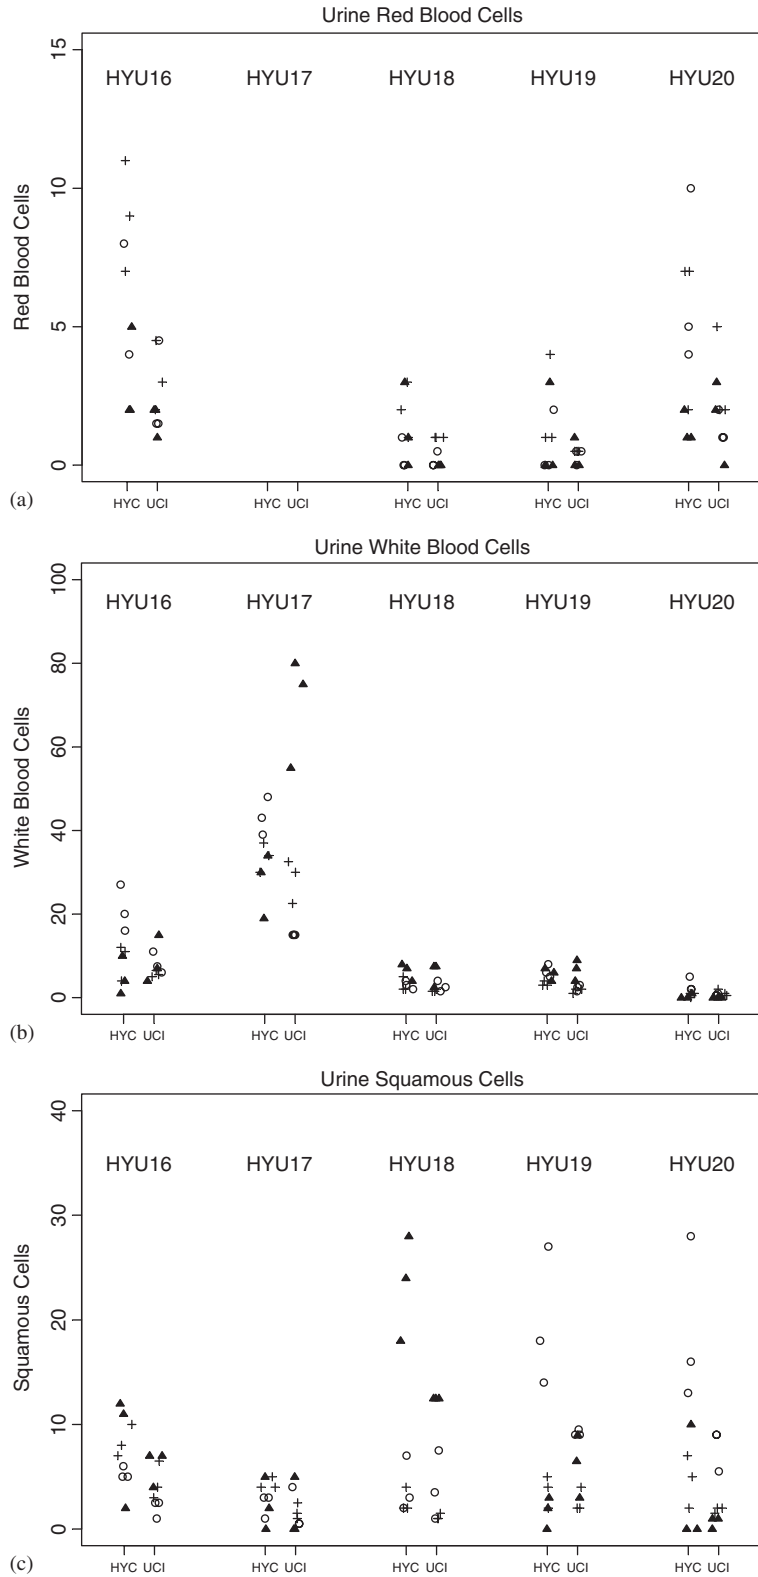 Urine Red Blood Cells
15
HYU16 HYU17 HYU18 HYU19 HYU20
10
Red Blood Cells
5
0
(a)
HYC UCI HYC UCI HYC UCI HYC UCI HYC UCI
Urine White Blood Cells
100
HYU16 HYU17 HYU18 HYU19 HYU20
80
60
White Blood Cells
40
20
0
(b)
HYC UCI HYC UCI HYC UCI HYC UCI HYC UCI
Urine Squamous Cells
40
HYU16 HYU17 HYU18 HYU19 HYU20
30
Squamous Cells
20
10
0
(c)
HYC UCI HYC UCI HYC UCI HYC UCI HYC UCI